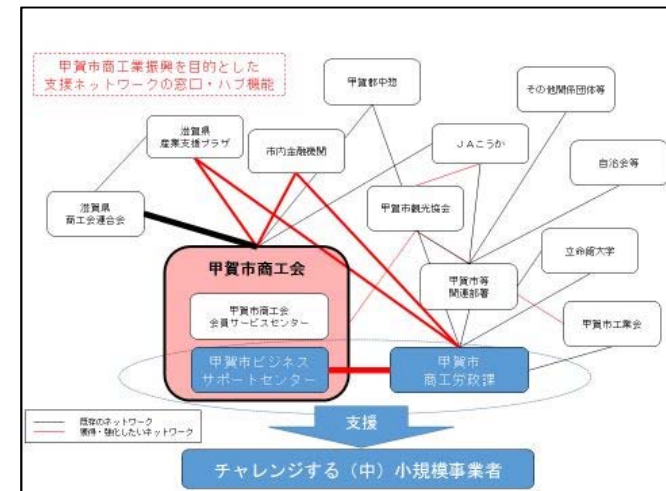 甲賀市商工業振興を目的とした
支援ネットワークの窓口・ハブ機能
甲賀郡中惣
その他関係団体等
滋賀県
産業支援プラザ
市内金融機関
JAこうか
自治会等
滋賀県
商工会連合会
甲賀市観光協会
甲賀市商工会
甲賀市等
関連部署
立命館大学
甲賀市商工会
会員サービスセンター
甲賀市工業会
甲賀市ビジネス
サポートセンター
甲賀市
商工労政課
既存のネットワーク
獲得・強化したいネットワーク
支援
チャレンジする（中）小規模事業者